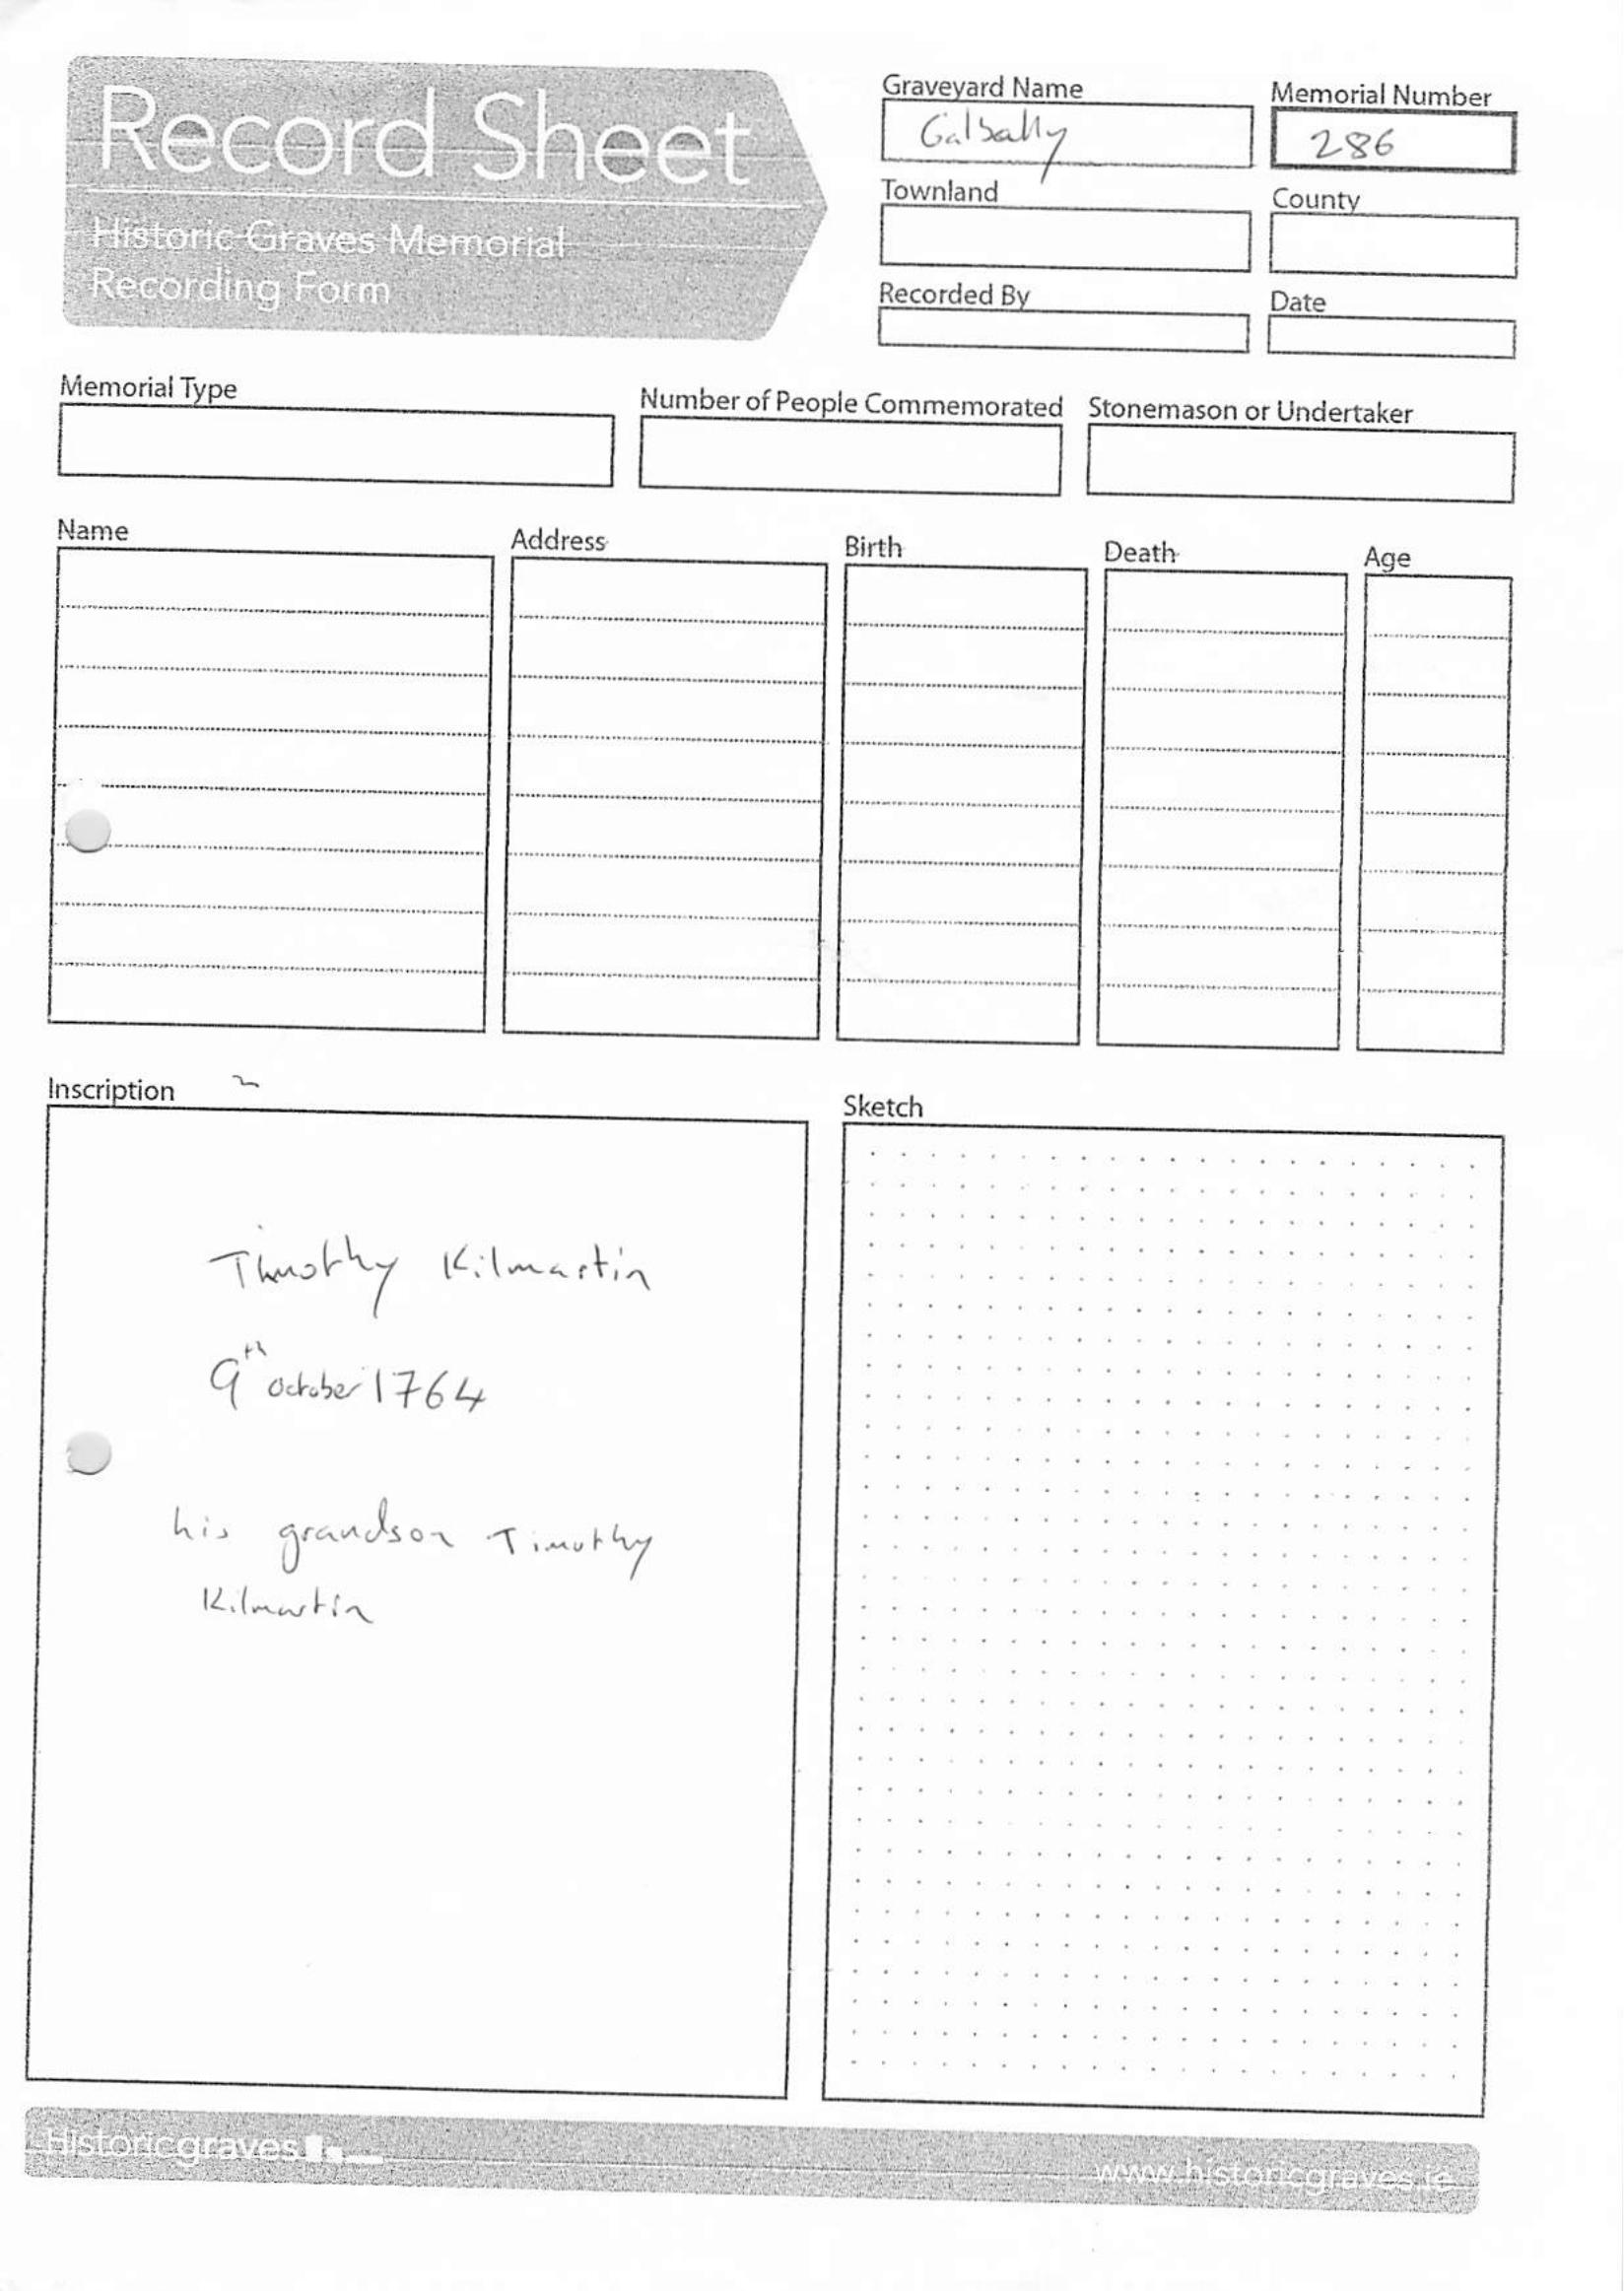 Record Sheet
Historic Graves Memorial
Recording Form
Graveyard Name
Galbally
Memorial Number
286
Townland
County
Recorded By
Date
Memorial Type
Number of People Commemorated
Stonemason or Undertaker
Name
Address
Birth
Death
Age
Inscription
Timothy Kilmartin
9th October 1764
his grandson Timothy
Kilmartin
Sketch
Historicgraves
www.historicgraves.ie